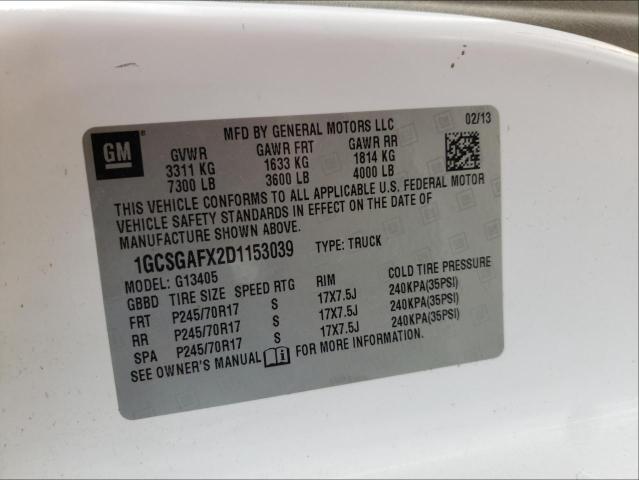 GM
MFD BY GENERAL MOTORS LLC 02/13
GVWR GAWR FRT GAWR RR
3311 KG 1633 KG 1814 KG
7300 LB 3600 LB 4000 LB
THIS VEHICLE CONFORMS TO ALL APPLICABLE U.S. FEDERAL MOTOR
VEHICLE SAFETY STANDARDS IN EFFECT ON THE DATE OF
MANUFACTURE SHOWN ABOVE.
1GCSGAFX2D1153039 TYPE: TRUCK
MODEL: G13405
GBBD TIRE SIZE SPEED RTG RIM COLD TIRE PRESSURE
FRT P245/70R17 S 17X7.5J 240KPA(35PSI)
RR P245/70R17 S 17X7.5J 240KPA(35PSI)
SPA P245/70R17 S 17X7.5J 240KPA(35PSI)
SEE OWNER'S MANUAL FOR MORE INFORMATION.